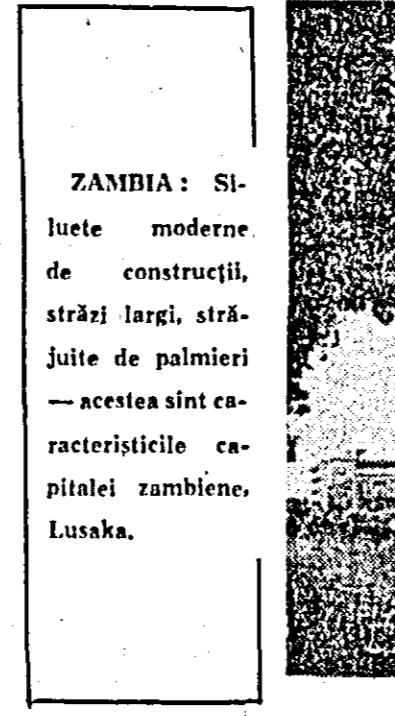 ZAMBIA : Si-
luete moderne
de construcții,
străzi largi, stră-
juite de palmieri
— acestea sint ca-
racteristicile ca-
pitalei zambiene,
Lusaka.